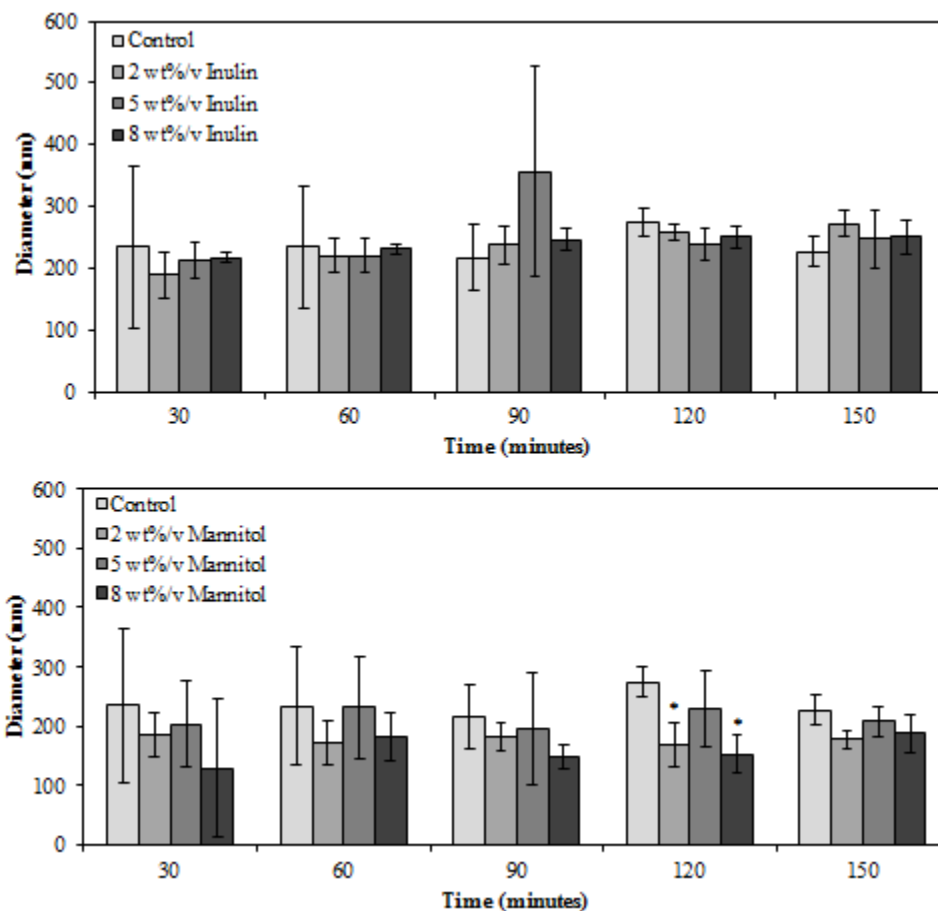 600
500
400
300
200
100
0
Diameter (nm)
Control
2 wt%/v Inulin
5 wt%/v Inulin
8 wt%/v Inulin
30 60 90 120 150
Time (minutes)
600
500
400
300
200
100
0
Diameter (nm)
Control
2 wt%/v Mannitol
5 wt%/v Mannitol
8 wt%/v Mannitol
* *
30 60 90 120 150
Time (minutes)